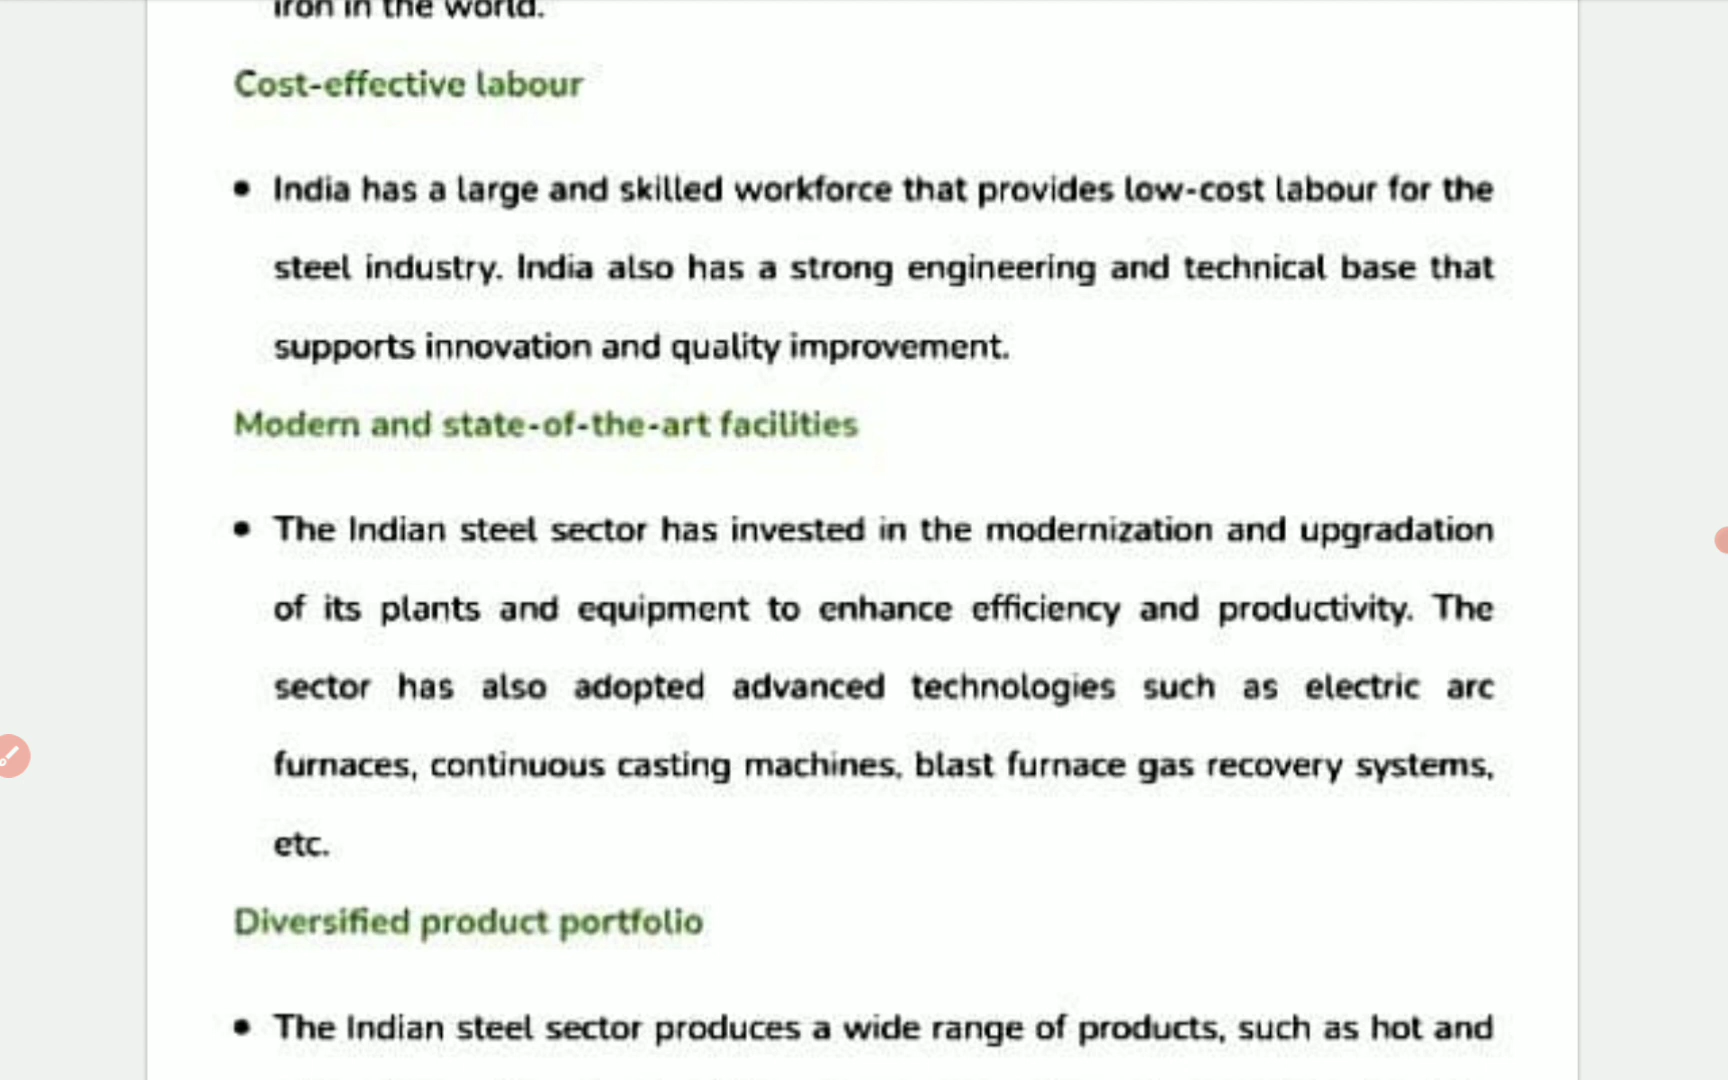 iron in the world.
Cost-effective labour
• India has a large and skilled workforce that provides low-cost labour for the
steel industry. India also has a strong engineering and technical base that
supports innovation and quality improvement.
Modern and state-of-the-art facilities
• The Indian steel sector has invested in the modernization and upgradation
of its plants and equipment to enhance efficiency and productivity. The
sector has also adopted advanced technologies such as electric arc
furnaces, continuous casting machines, blast furnace gas recovery systems,
etc.
Diversified product portfolio
• The Indian steel sector produces a wide range of products, such as hot and